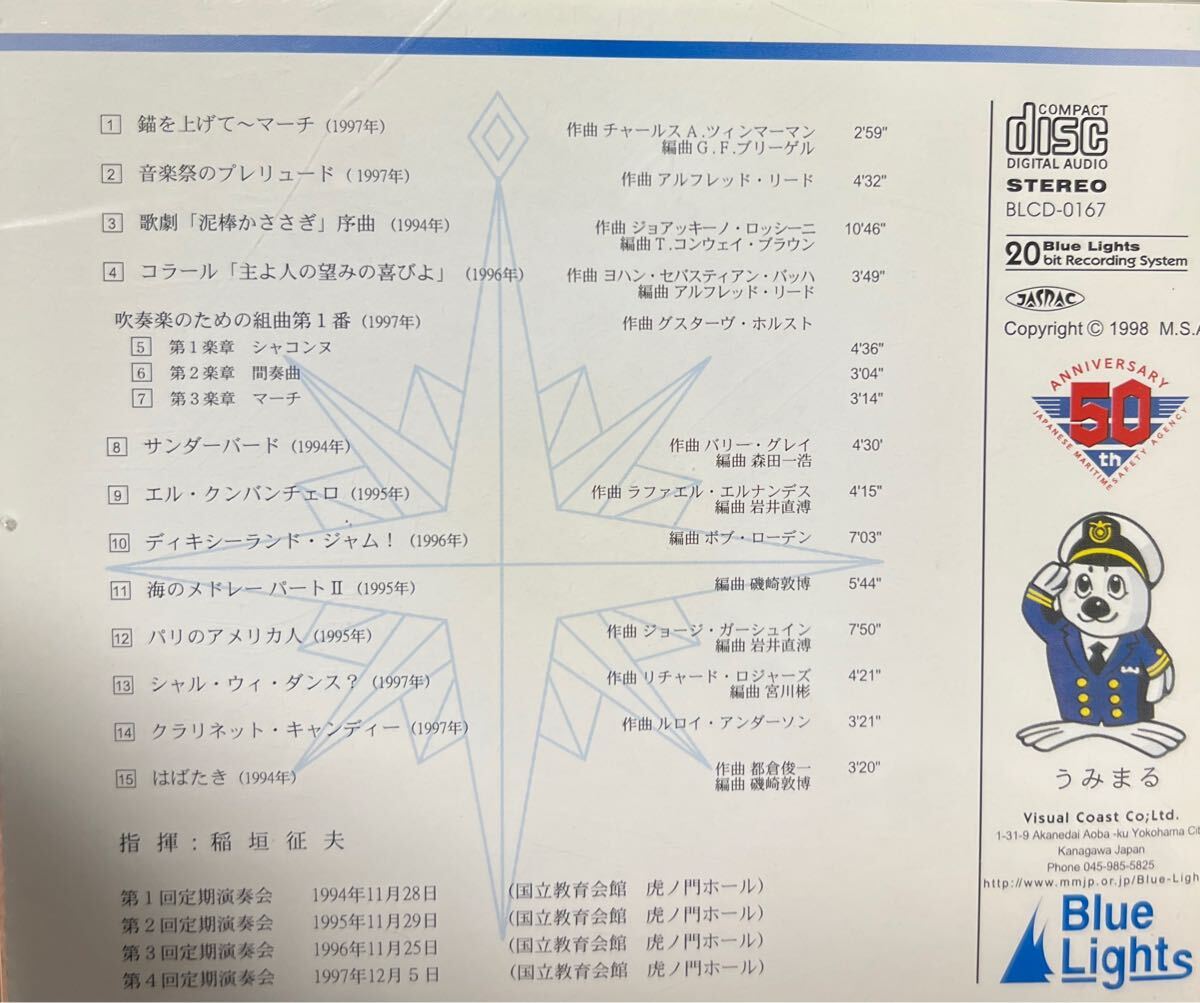 1 錨を上げて～マーチ (1997年) 作曲 チャールス A.ツィンマーマン 2'59"
編曲 G.F.ブリーゲル
2 音楽祭のプレリュード (1997年) 作曲 アルフレッド・リード 4'32"
3 歌劇「泥棒かささぎ」序曲 (1994年) 作曲 ジョアッキーノ・ロッシーニ 10'46"
編曲 T.コンウェイ・ブラウン
4 コラール「主よ人の望みの喜びよ」 (1996年) 作曲 ヨハン・セバスティアン・バッハ 3'49"
編曲 アルフレッド・リード
吹奏楽のための組曲第1番 (1997年) 作曲 グスターヴ・ホルスト
5 第1楽章 シャコンヌ 4'36"
6 第2楽章 間奏曲 3'04"
7 第3楽章 マーチ 3'14"
8 サンダーバード (1994年) 作曲 バリー・グレイ 4'30'
編曲 森田一浩
9 エル・クンバンチェロ (1995年) 作曲 ラファエル・エルナンデス 4'15"
編曲 岩井直溥
10 ディキシーランド・ジャム! (1996年) 編曲 ボブ・ローデン 7'03"
11 海のメドレー パートⅡ (1995年) 編曲 磯崎敦博 5'44"
12 パリのアメリカ人 (1995年) 作曲 ジョージ・ガーシュイン 7'50"
編曲 岩井直溥
13 シャル・ウィ・ダンス? (1997年) 作曲 リチャード・ロジャーズ 4'21"
編曲 宮川彬
14 クラリネット・キャンディー (1997年) 作曲 ルロイ・アンダーソン 3'21"
15 はばたき (1994年) 作曲 都倉俊一 3'20"
編曲 磯崎敦博
指揮:稲垣征夫
第1回定期演奏会 1994年11月28日 (国立教育会館 虎ノ門ホール)
第2回定期演奏会 1995年11月29日 (国立教育会館 虎ノ門ホール)
第3回定期演奏会 1996年11月25日 (国立教育会館 虎ノ門ホール)
第4回定期演奏会 1997年12月5日 (国立教育会館 虎ノ門ホール)
COMPACT
disc
DIGITAL AUDIO
STEREO
BLCD-0167
20 Blue Lights
bit Recording System
JASRAC
Copyright © 1998 M.S.A
ANNIVERSARY
50
th
JAPANESE MARITIME SAFETY AGENCY
うみまる
Visual Coast Co;Ltd.
1-31-9 Akanedai Aoba -ku Yokohama Cit
Kanagawa Japan
Phone 045-985-5825
http://www.mmjp.or.jp/Blue-Ligh
Blue
Lights